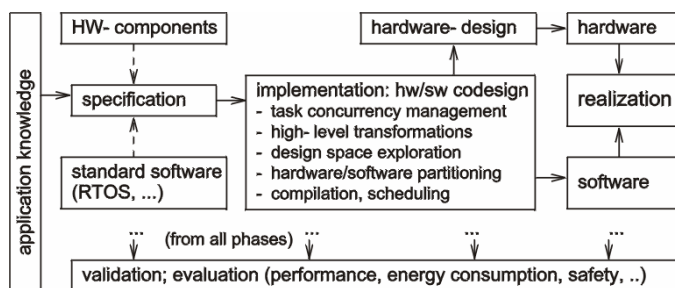 application knowledge
HW- components
specification
standard software
(RTOS, ...)
hardware- design
hardware
implementation: hw/sw codesign
- task concurrency management
- high- level transformations
- design space exploration
- hardware/software partitioning
- compilation, scheduling
realization
software
... (from all phases) ... ... ...
validation; evaluation (performance, energy consumption, safety, ..)